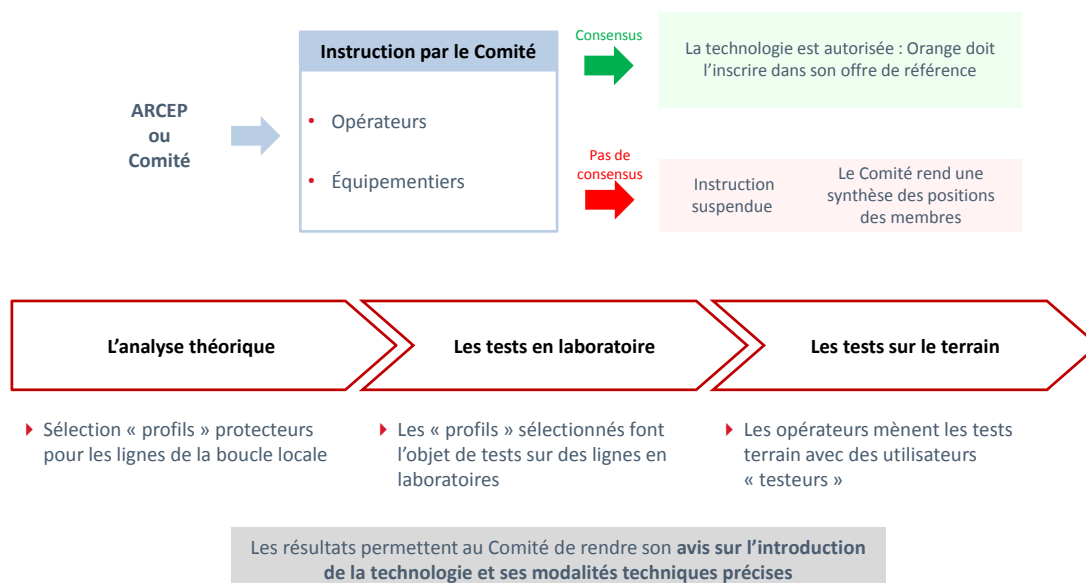 ARCEP
ou
Comité
Instruction par le Comité
• Opérateurs
• Équipementiers
Consensus
La technologie est autorisée : Orange doit
l’inscrire dans son offre de référence
Pas de
consensus
Instruction
suspendue
Le Comité rend une
synthèse des positions
des membres
L’analyse théorique
Les tests en laboratoire
Les tests sur le terrain
Sélection « profils » protecteurs
pour les lignes de la boucle locale
Les « profils » sélectionnés font
l’objet de tests sur des lignes en
laboratoires
Les opérateurs mènent les tests
terrain avec des utilisateurs
« testeurs »
Les résultats permettent au Comité de rendre son avis sur l’introduction
de la technologie et ses modalités techniques précises